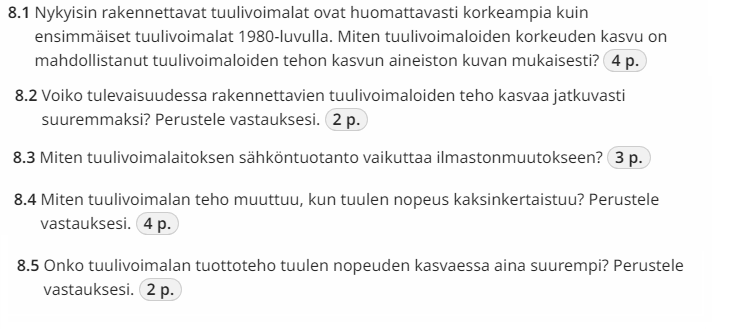 8.1 Nykyisin rakennettavat tuulivoimalat ovat huomattavasti korkeampia kuin
ensimmäiset tuulivoimalat 1980-luvulla. Miten tuulivoimaloiden korkeuden kasvu on
mahdollistanut tuulivoimaloiden tehon kasvun aineiston kuvan mukaisesti? 4 p.
8.2 Voiko tulevaisuudessa rakennettavien tuulivoimaloiden teho kasvaa jatkuvasti
suuremmaksi? Perustele vastauksesi. 2 p.
8.3 Miten tuulivoimalaitoksen sähköntuotanto vaikuttaa ilmastonmuutokseen? 3 p.
8.4 Miten tuulivoimalan teho muuttuu, kun tuulen nopeus kaksinkertaistuu? Perustele
vastauksesi. 4 p.
8.5 Onko tuulivoimalan tuottoteho tuulen nopeuden kasvaessa aina suurempi? Perustele
vastauksesi. 2 p.